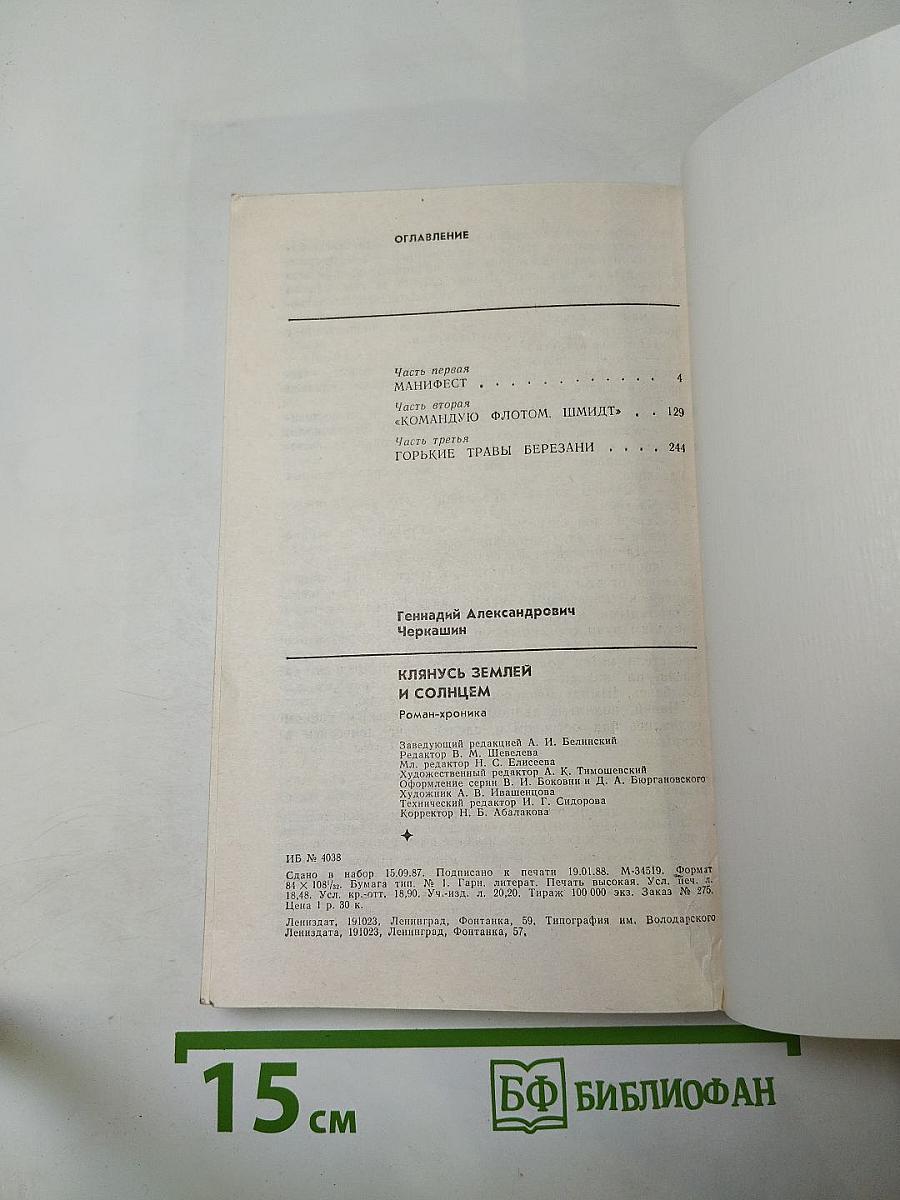 ОГЛАВЛЕНИЕ
Часть первая
МАНИФЕСТ . . . . . . . . . . . . 4
Часть вторая
«КОМАНДУЮ ФЛОТОМ. ШМИДТ» . . 129
Часть третья
ГОРЬКИЕ ТРАВЫ БЕРЕЗАНИ . . . . 244
Геннадий Александрович
Черкашин
КЛЯНУСЬ ЗЕМЛЕЙ
И СОЛНЦЕМ
Роман-хроника
Заведующий редакцией А. И. Белинский
Редактор В. М. Шевелева
Мл. редактор Н. С. Елисеева
Художественный редактор А. К. Тимошевский
Оформление серии В. И. Боковни и Д. А. Бюргановского
Художник А. В. Ивашенцова
Технический редактор И. Г. Сидорова
Корректор Н. Б. Абалакова
ИБ № 4038
Сдано в набор 15.09.87. Подписано к печати 19.01.88. М-34519. Формат
84 × 108 1/32. Бумага тип. № 1. Гарн. литерат. Печать высокая. Усл. печ. л.
18,48. Усл. кр.-отт. 18,90. Уч.-изд. л. 20,20. Тираж 100 000 экз. Заказ № 275.
Цена 1 р. 30 к.
Лениздат, 191023, Ленинград, Фонтанка, 59. Типография им. Володарского
Лениздата, 191023, Ленинград, Фонтанка, 57.
15 см
БФ БИБЛИОФАН